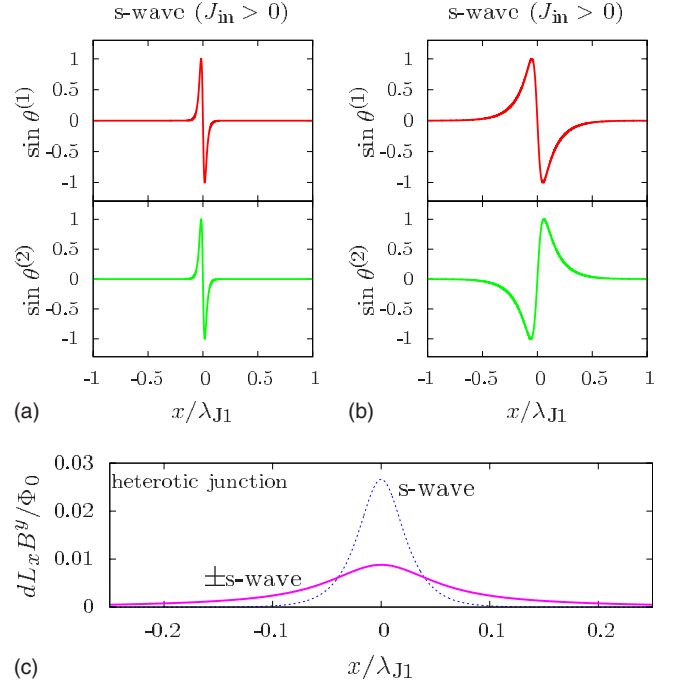 s-wave (J_in > 0) s-wave (J_in > 0)
1 1
0.5 0.5
0 0
-0.5 -0.5
-1 -1
sin θ^(1) sin θ^(1)
1 1
0.5 0.5
0 0
-0.5 -0.5
-1 -1
sin θ^(2) sin θ^(2)
-1 -0.5 0 0.5 1 -1 -0.5 0 0.5 1
(a) x/λ_J1 (b) x/λ_J1
0.03
heterotic junction
s-wave
0.02
0.01
±s-wave
0
dL_xB^y/Φ_0
-0.2 -0.1 0 0.1 0.2
(c) x/λ_J1